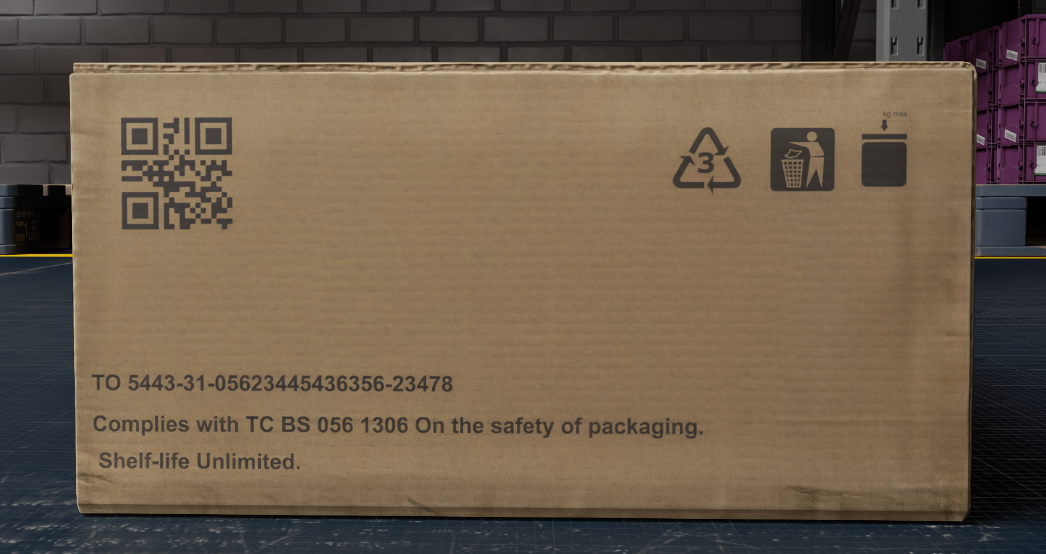 kg max
3
TO 5443-31-05623445436356-23478
Complies with TC BS 056 1306 On the safety of packaging.
Shelf-life Unlimited.